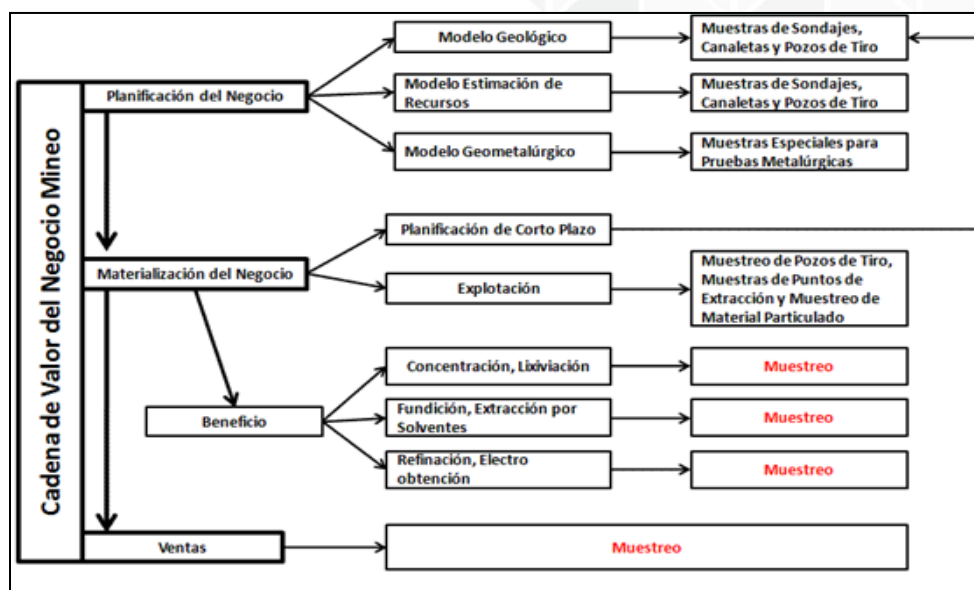 Cadena de Valor del Negocio Mineo
Planificación del Negocio
Modelo Geológico
Muestras de Sondajes,
Canaletas y Pozos de Tiro
Modelo Estimación de
Recursos
Muestras de Sondajes,
Canaletas y Pozos de Tiro
Modelo Geometalúrgico
Muestras Especiales para
Pruebas Metalúrgicas
Materialización del Negocio
Planificación de Corto Plazo
Explotación
Muestreo de Pozos de Tiro,
Muestras de Puntos de
Extracción y Muestreo de
Material Particulado
Beneficio
Concentración, Lixiviación
Muestreo
Fundición, Extracción por
Solventes
Muestreo
Refinación, Electro
obtención
Muestreo
Ventas
Muestreo